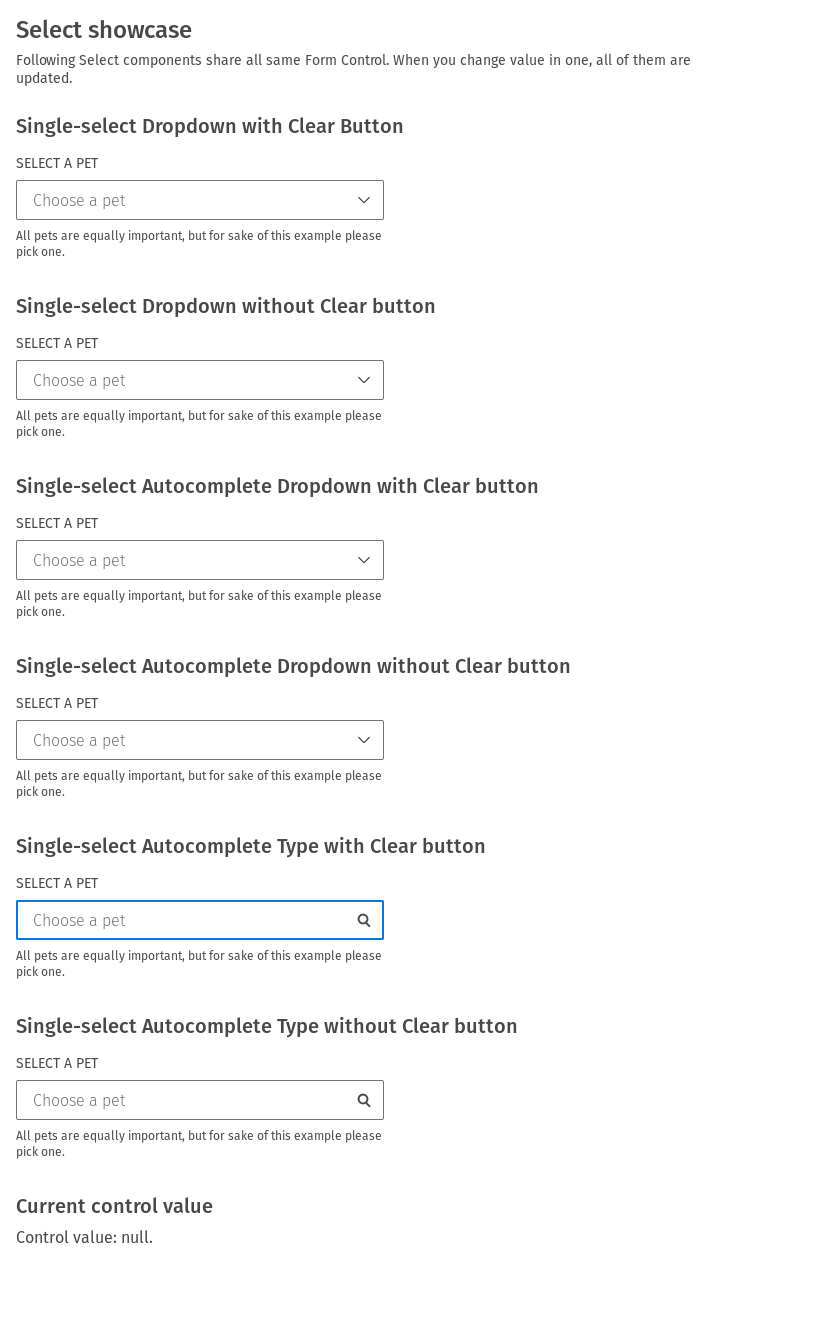 Select showcase
Following Select components share all same Form Control. When you change value in one, all of them are
updated.
Single-select Dropdown with Clear Button
SELECT A PET
Choose a pet
All pets are equally important, but for sake of this example please
pick one.
Single-select Dropdown without Clear button
SELECT A PET
Choose a pet
All pets are equally important, but for sake of this example please
pick one.
Single-select Autocomplete Dropdown with Clear button
SELECT A PET
Choose a pet
All pets are equally important, but for sake of this example please
pick one.
Single-select Autocomplete Dropdown without Clear button
SELECT A PET
Choose a pet
All pets are equally important, but for sake of this example please
pick one.
Single-select Autocomplete Type with Clear button
SELECT A PET
Choose a pet
All pets are equally important, but for sake of this example please
pick one.
Single-select Autocomplete Type without Clear button
SELECT A PET
Choose a pet
All pets are equally important, but for sake of this example please
pick one.
Current control value
Control value: null.